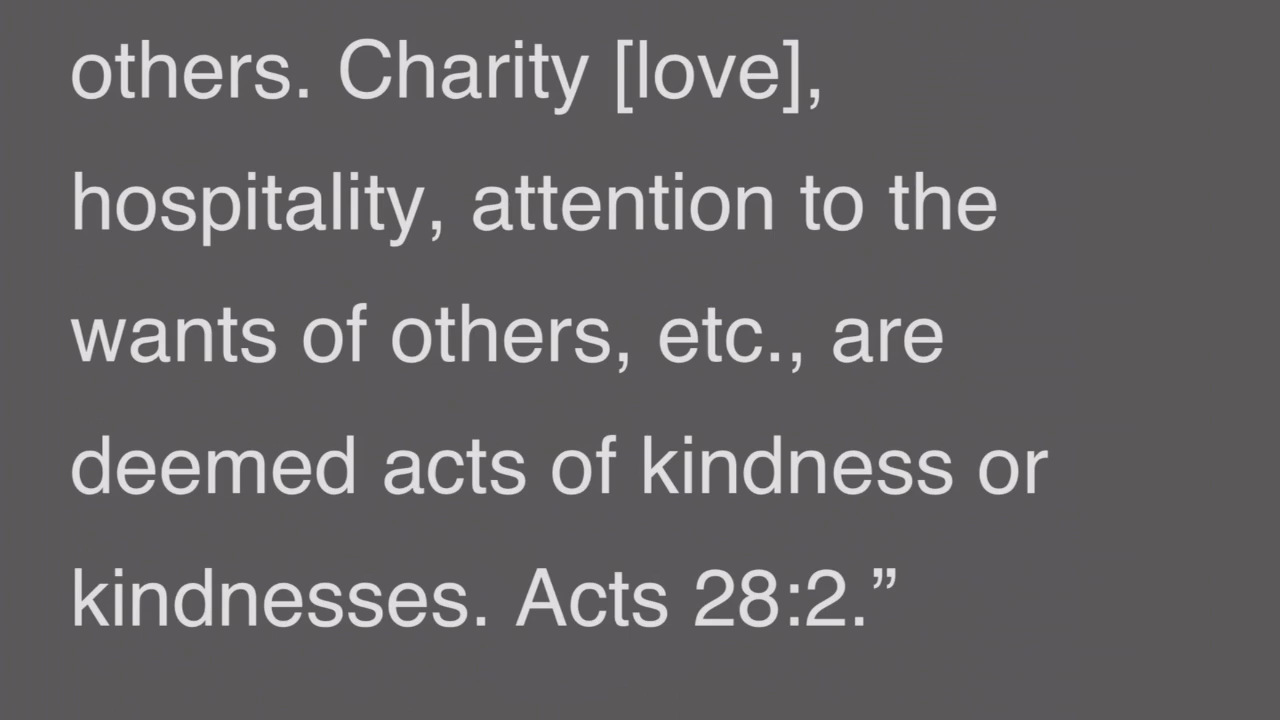 others. Charity [love],
hospitality, attention to the
wants of others, etc., are
deemed acts of kindness or
kindnesses. Acts 28:2.”